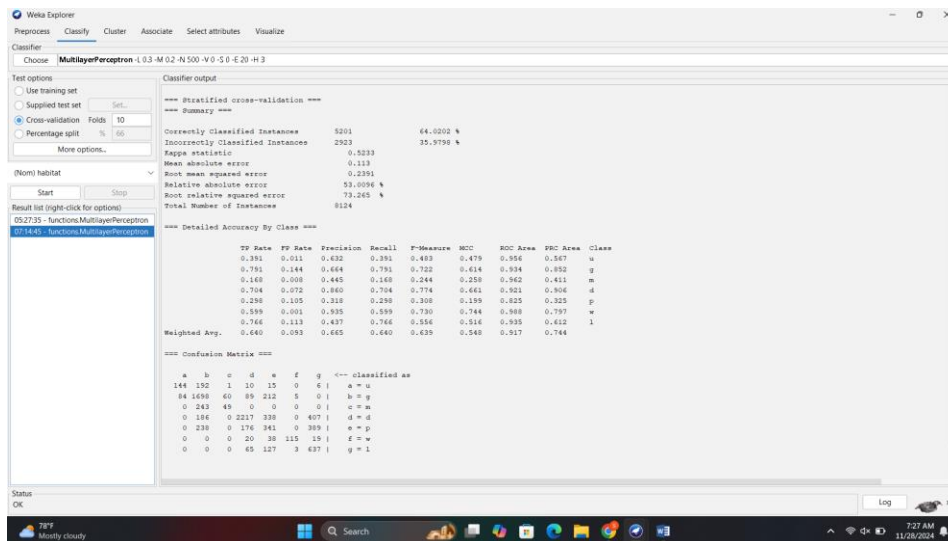 Weka Explorer
Preprocess Classify Cluster Associate Select attributes Visualize
Classifier
Choose MultilayerPerceptron -L 0.3 -M 0.2 -N 500 -V 0 -S 0 -E 20 -H 3
Test options
Use training set
Supplied test set Set...
Cross-validation Folds 10
Percentage split % 66
More options...
(Nom) habitat
Start Stop
Result list (right-click for options)
05:27:35 - functions.MultilayerPerceptron
07:14:45 - functions.MultilayerPerceptron
Classifier output
=== Stratified cross-validation ===
=== Summary ===
Correctly Classified Instances 5201 64.0202 %
Incorrectly Classified Instances 2923 35.9798 %
Kappa statistic 0.5233
Mean absolute error 0.113
Root mean squared error 0.2391
Relative absolute error 53.0096 %
Root relative squared error 73.265 %
Total Number of Instances 8124
=== Detailed Accuracy By Class ===
TP Rate FP Rate Precision Recall F-Measure MCC ROC Area PRC Area Class
0.391 0.011 0.632 0.391 0.483 0.479 0.956 0.567 u
0.791 0.144 0.664 0.791 0.722 0.614 0.934 0.852 g
0.168 0.008 0.445 0.168 0.244 0.258 0.962 0.411 m
0.704 0.072 0.860 0.704 0.774 0.661 0.921 0.906 d
0.298 0.105 0.318 0.298 0.308 0.199 0.825 0.325 p
0.599 0.001 0.935 0.599 0.730 0.744 0.988 0.797 w
0.766 0.113 0.437 0.766 0.556 0.516 0.935 0.612 l
Weighted Avg. 0.640 0.093 0.665 0.640 0.639 0.548 0.917 0.744
=== Confusion Matrix ===
a b c d e f g <-- classified as
144 192 1 10 15 0 6 | a = u
84 1698 60 89 212 5 0 | b = g
0 243 49 0 0 0 0 | c = m
0 186 0 2217 338 0 407 | d = d
0 238 0 176 341 0 389 | e = p
0 0 0 20 38 115 19 | f = w
0 0 0 65 127 3 637 | g = l
Status
OK
Log
78°F
Mostly cloudy
Search
7:27 AM
11/28/2024